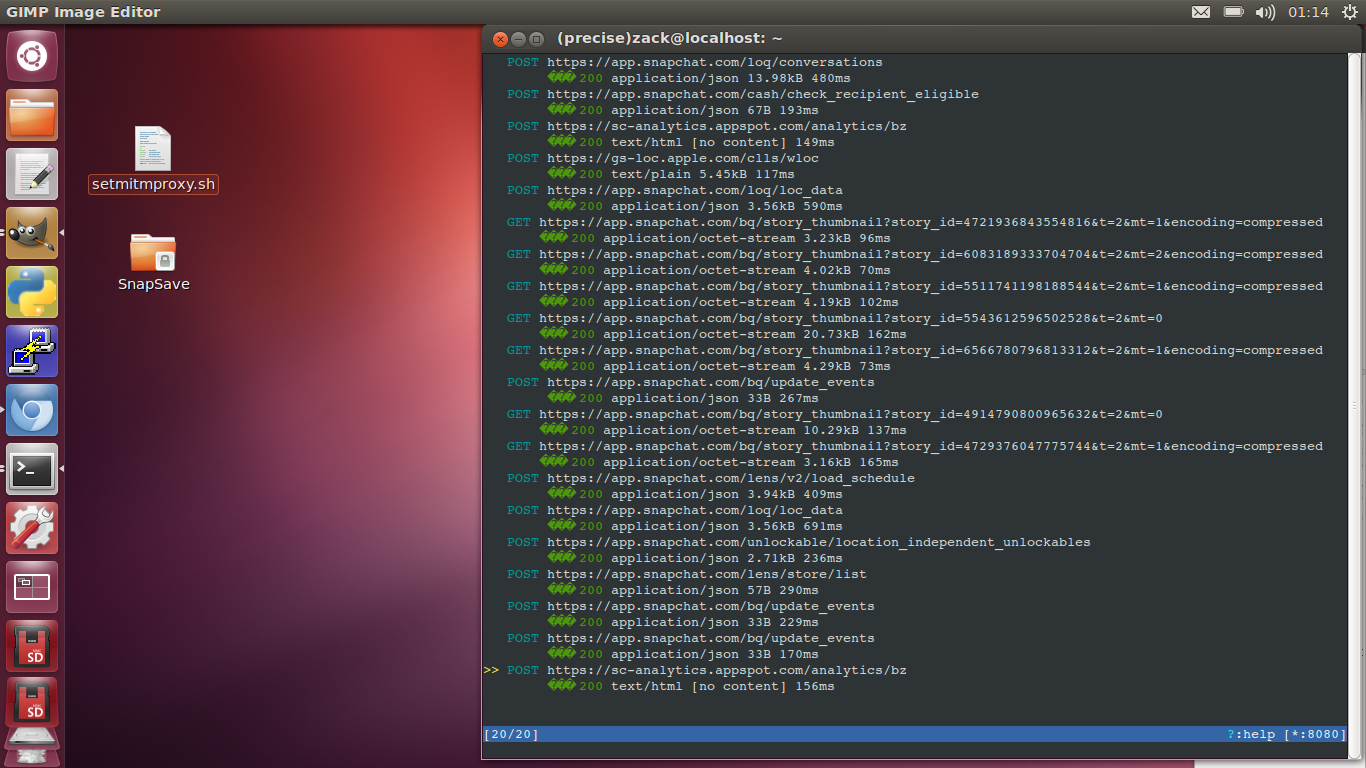 GIMP Image Editor
01:14
setmitmproxy.sh
SnapSave
SD
SD
(precise)zack@localhost: ~
POST https://app.snapchat.com/loq/conversations
200 application/json 13.98kB 480ms
POST https://app.snapchat.com/cash/check_recipient_eligible
200 application/json 67B 193ms
POST https://sc-analytics.appspot.com/analytics/bz
200 text/html [no content] 149ms
POST https://gs-loc.apple.com/clls/wloc
200 text/plain 5.45kB 117ms
POST https://app.snapchat.com/loq/loc_data
200 application/json 3.56kB 590ms
GET https://app.snapchat.com/bq/story_thumbnail?story_id=4721936843554816&t=2&mt=1&encoding=compressed
200 application/octet-stream 3.23kB 96ms
GET https://app.snapchat.com/bq/story_thumbnail?story_id=6083189333704704&t=2&mt=2&encoding=compressed
200 application/octet-stream 4.02kB 70ms
GET https://app.snapchat.com/bq/story_thumbnail?story_id=5511741198188544&t=2&mt=1&encoding=compressed
200 application/octet-stream 4.19kB 102ms
GET https://app.snapchat.com/bq/story_thumbnail?story_id=5543612596502528&t=2&mt=0
200 application/octet-stream 20.73kB 162ms
GET https://app.snapchat.com/bq/story_thumbnail?story_id=6566780796813312&t=2&mt=1&encoding=compressed
200 application/octet-stream 4.29kB 73ms
POST https://app.snapchat.com/bq/update_events
200 application/json 33B 267ms
GET https://app.snapchat.com/bq/story_thumbnail?story_id=4914790800965632&t=2&mt=0
200 application/octet-stream 10.29kB 137ms
GET https://app.snapchat.com/bq/story_thumbnail?story_id=4729376047775744&t=2&mt=1&encoding=compressed
200 application/octet-stream 3.16kB 165ms
POST https://app.snapchat.com/lens/v2/load_schedule
200 application/json 3.94kB 409ms
POST https://app.snapchat.com/loq/loc_data
200 application/json 3.56kB 691ms
POST https://app.snapchat.com/unlockable/location_independent_unlockables
200 application/json 2.71kB 236ms
POST https://app.snapchat.com/lens/store/list
200 application/json 57B 290ms
POST https://app.snapchat.com/bq/update_events
200 application/json 33B 229ms
POST https://app.snapchat.com/bq/update_events
200 application/json 33B 170ms
>> POST https://sc-analytics.appspot.com/analytics/bz
200 text/html [no content] 156ms
[20/20] ?:help [*:8080]